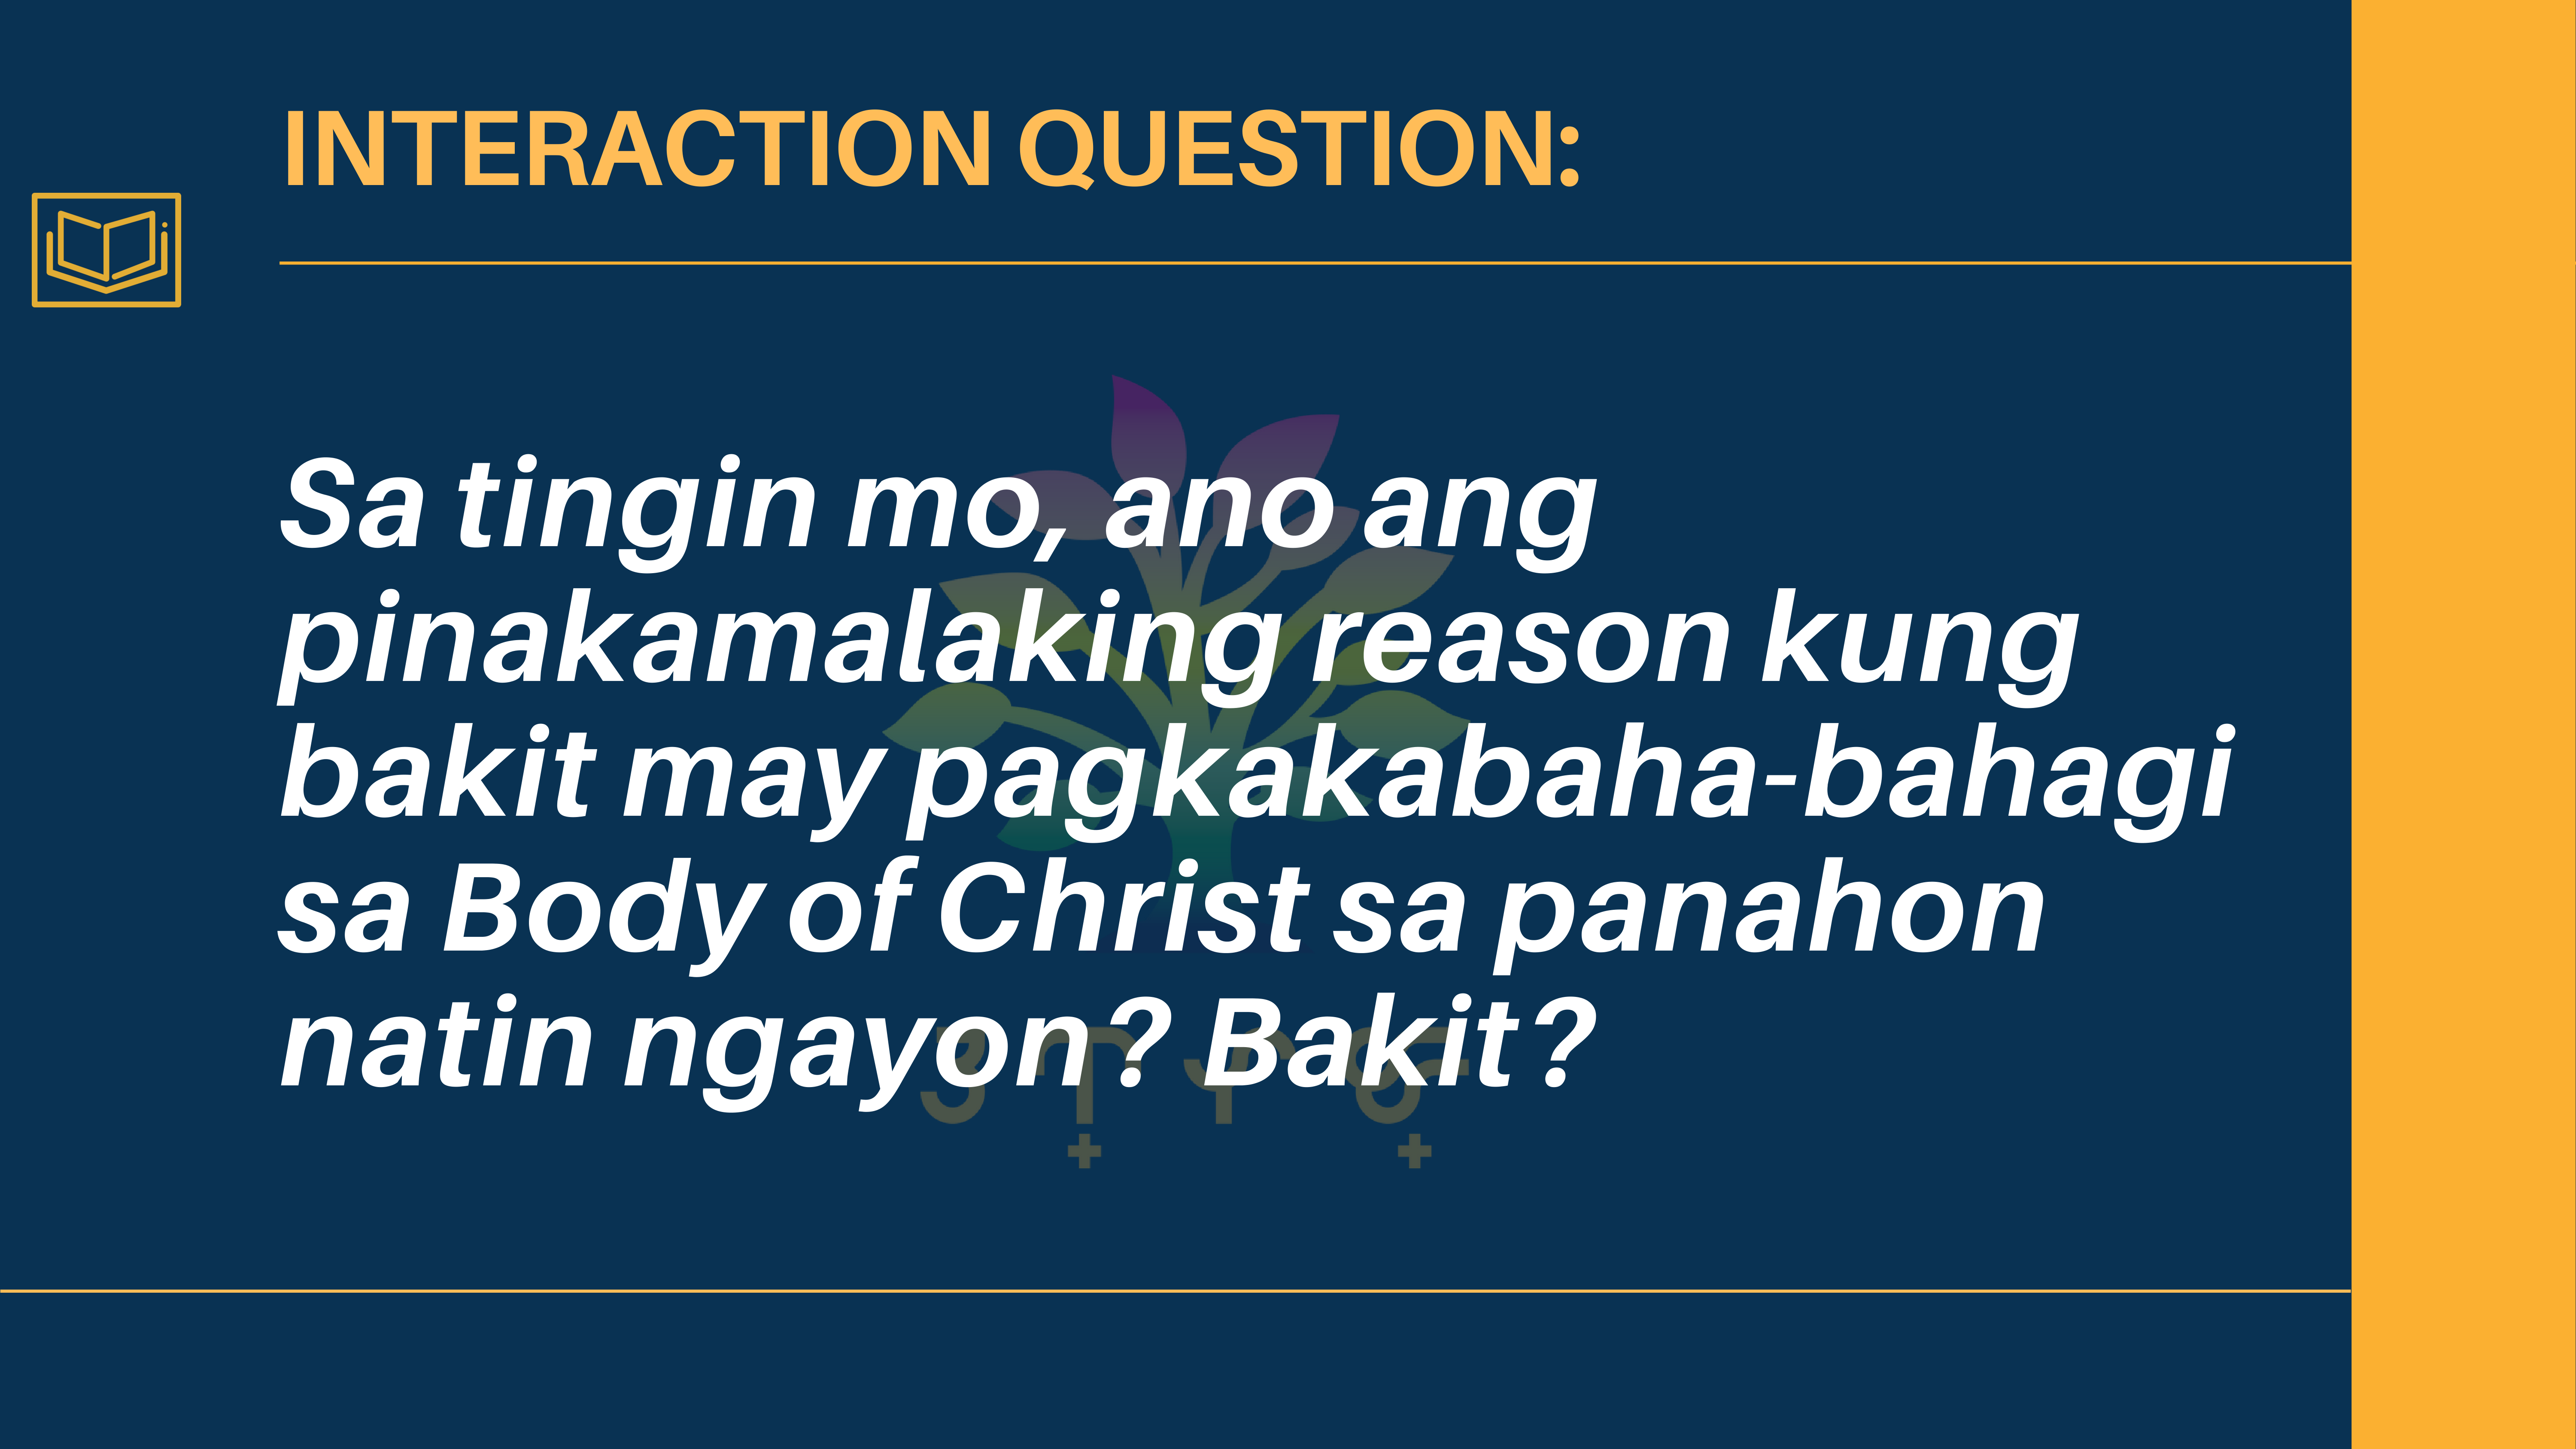 INTERACTION QUESTION:
Sa tingin mo, ano ang
pinakamalaking reason kung
bakit may pagkakabaha-bahagi
sa Body of Christ sa panahon
natin ngayon? Bakit?